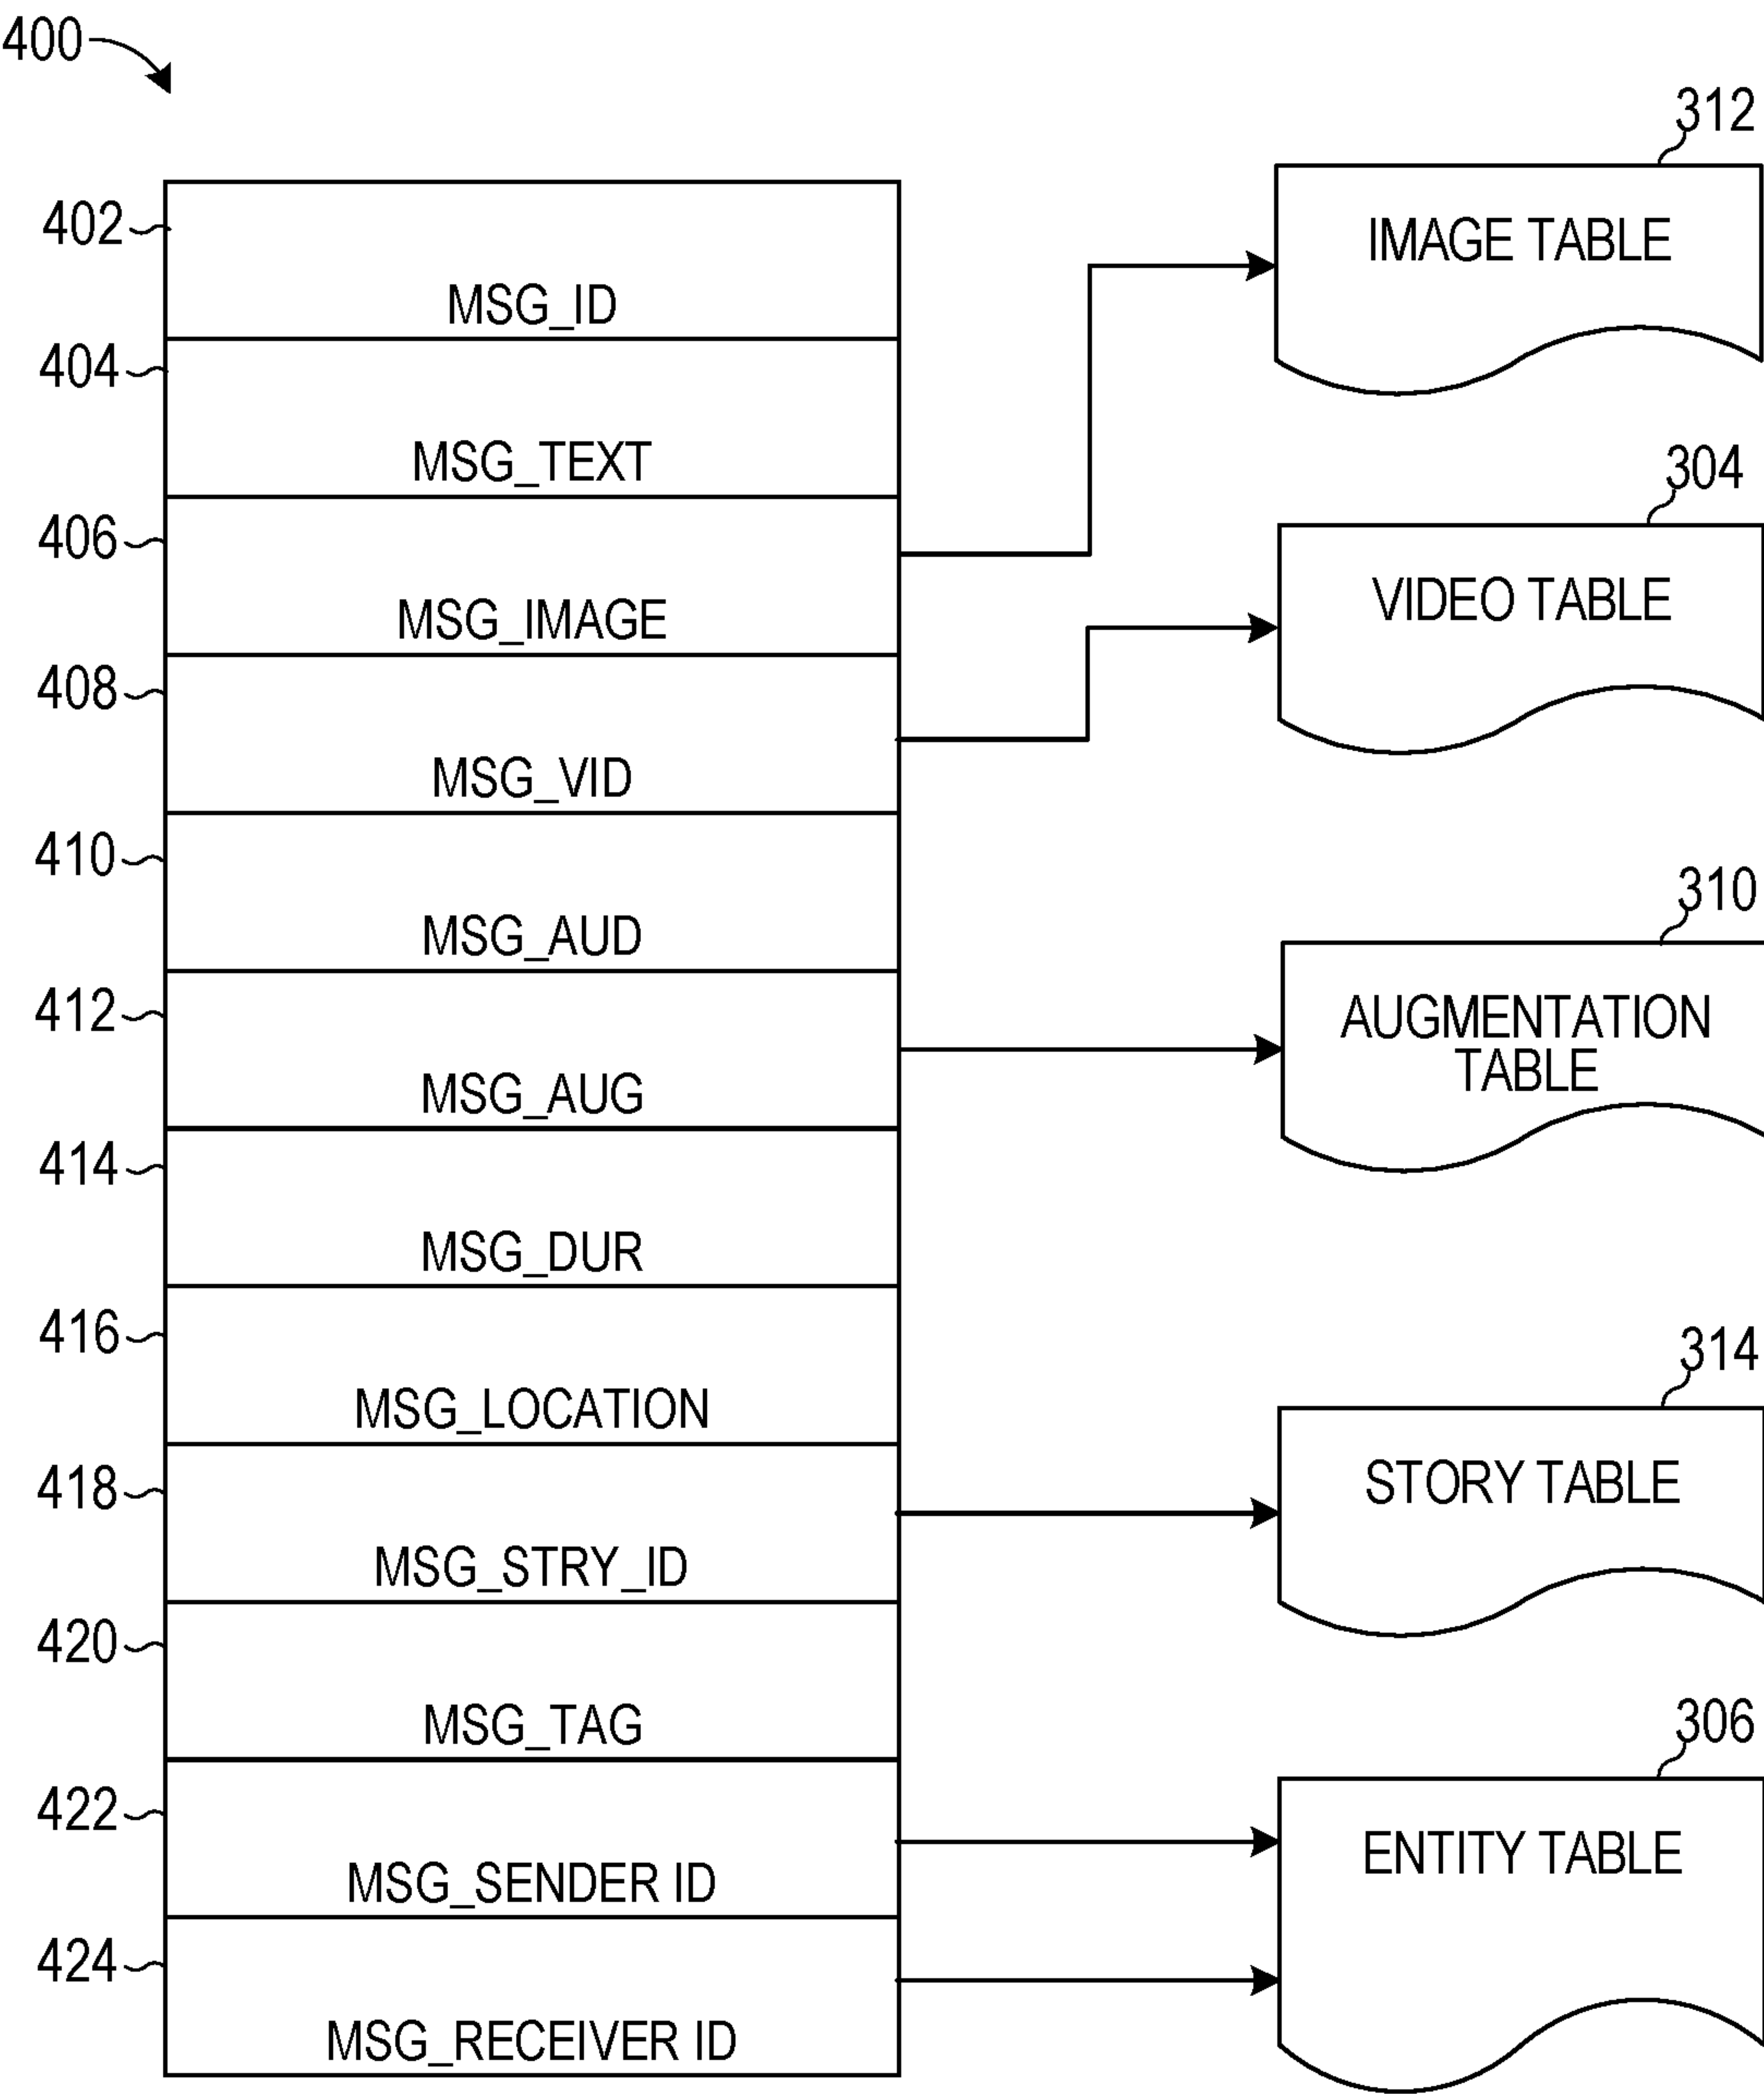 400
402
MSG_ID
404
MSG_TEXT
406
MSG_IMAGE
408
MSG_VID
410
MSG_AUD
412
MSG_AUG
414
MSG_DUR
416
MSG_LOCATION
418
MSG_STRY_ID
420
MSG_TAG
422
MSG_SENDER ID
424
MSG_RECEIVER ID
312
IMAGE TABLE
304
VIDEO TABLE
310
AUGMENTATION
TABLE
314
STORY TABLE
306
ENTITY TABLE